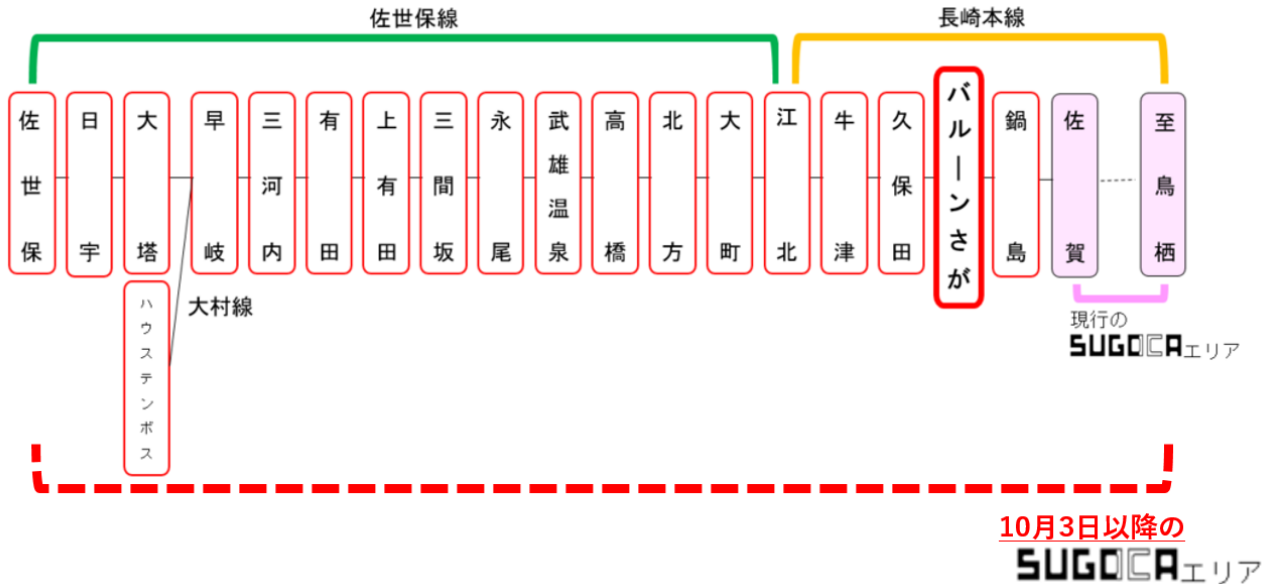 佐世保線
長崎本線
佐世保
日宇
大塔
早岐
三河内
有田
上有田
三間坂
永尾
武雄温泉
高橋
北方
大町
江北
牛津
久保田
バルーンさが
鍋島
佐賀
至鳥栖
ハウステンボス
大村線
現行の
SUGOCAエリア
10月3日以降の
SUGOCAエリア